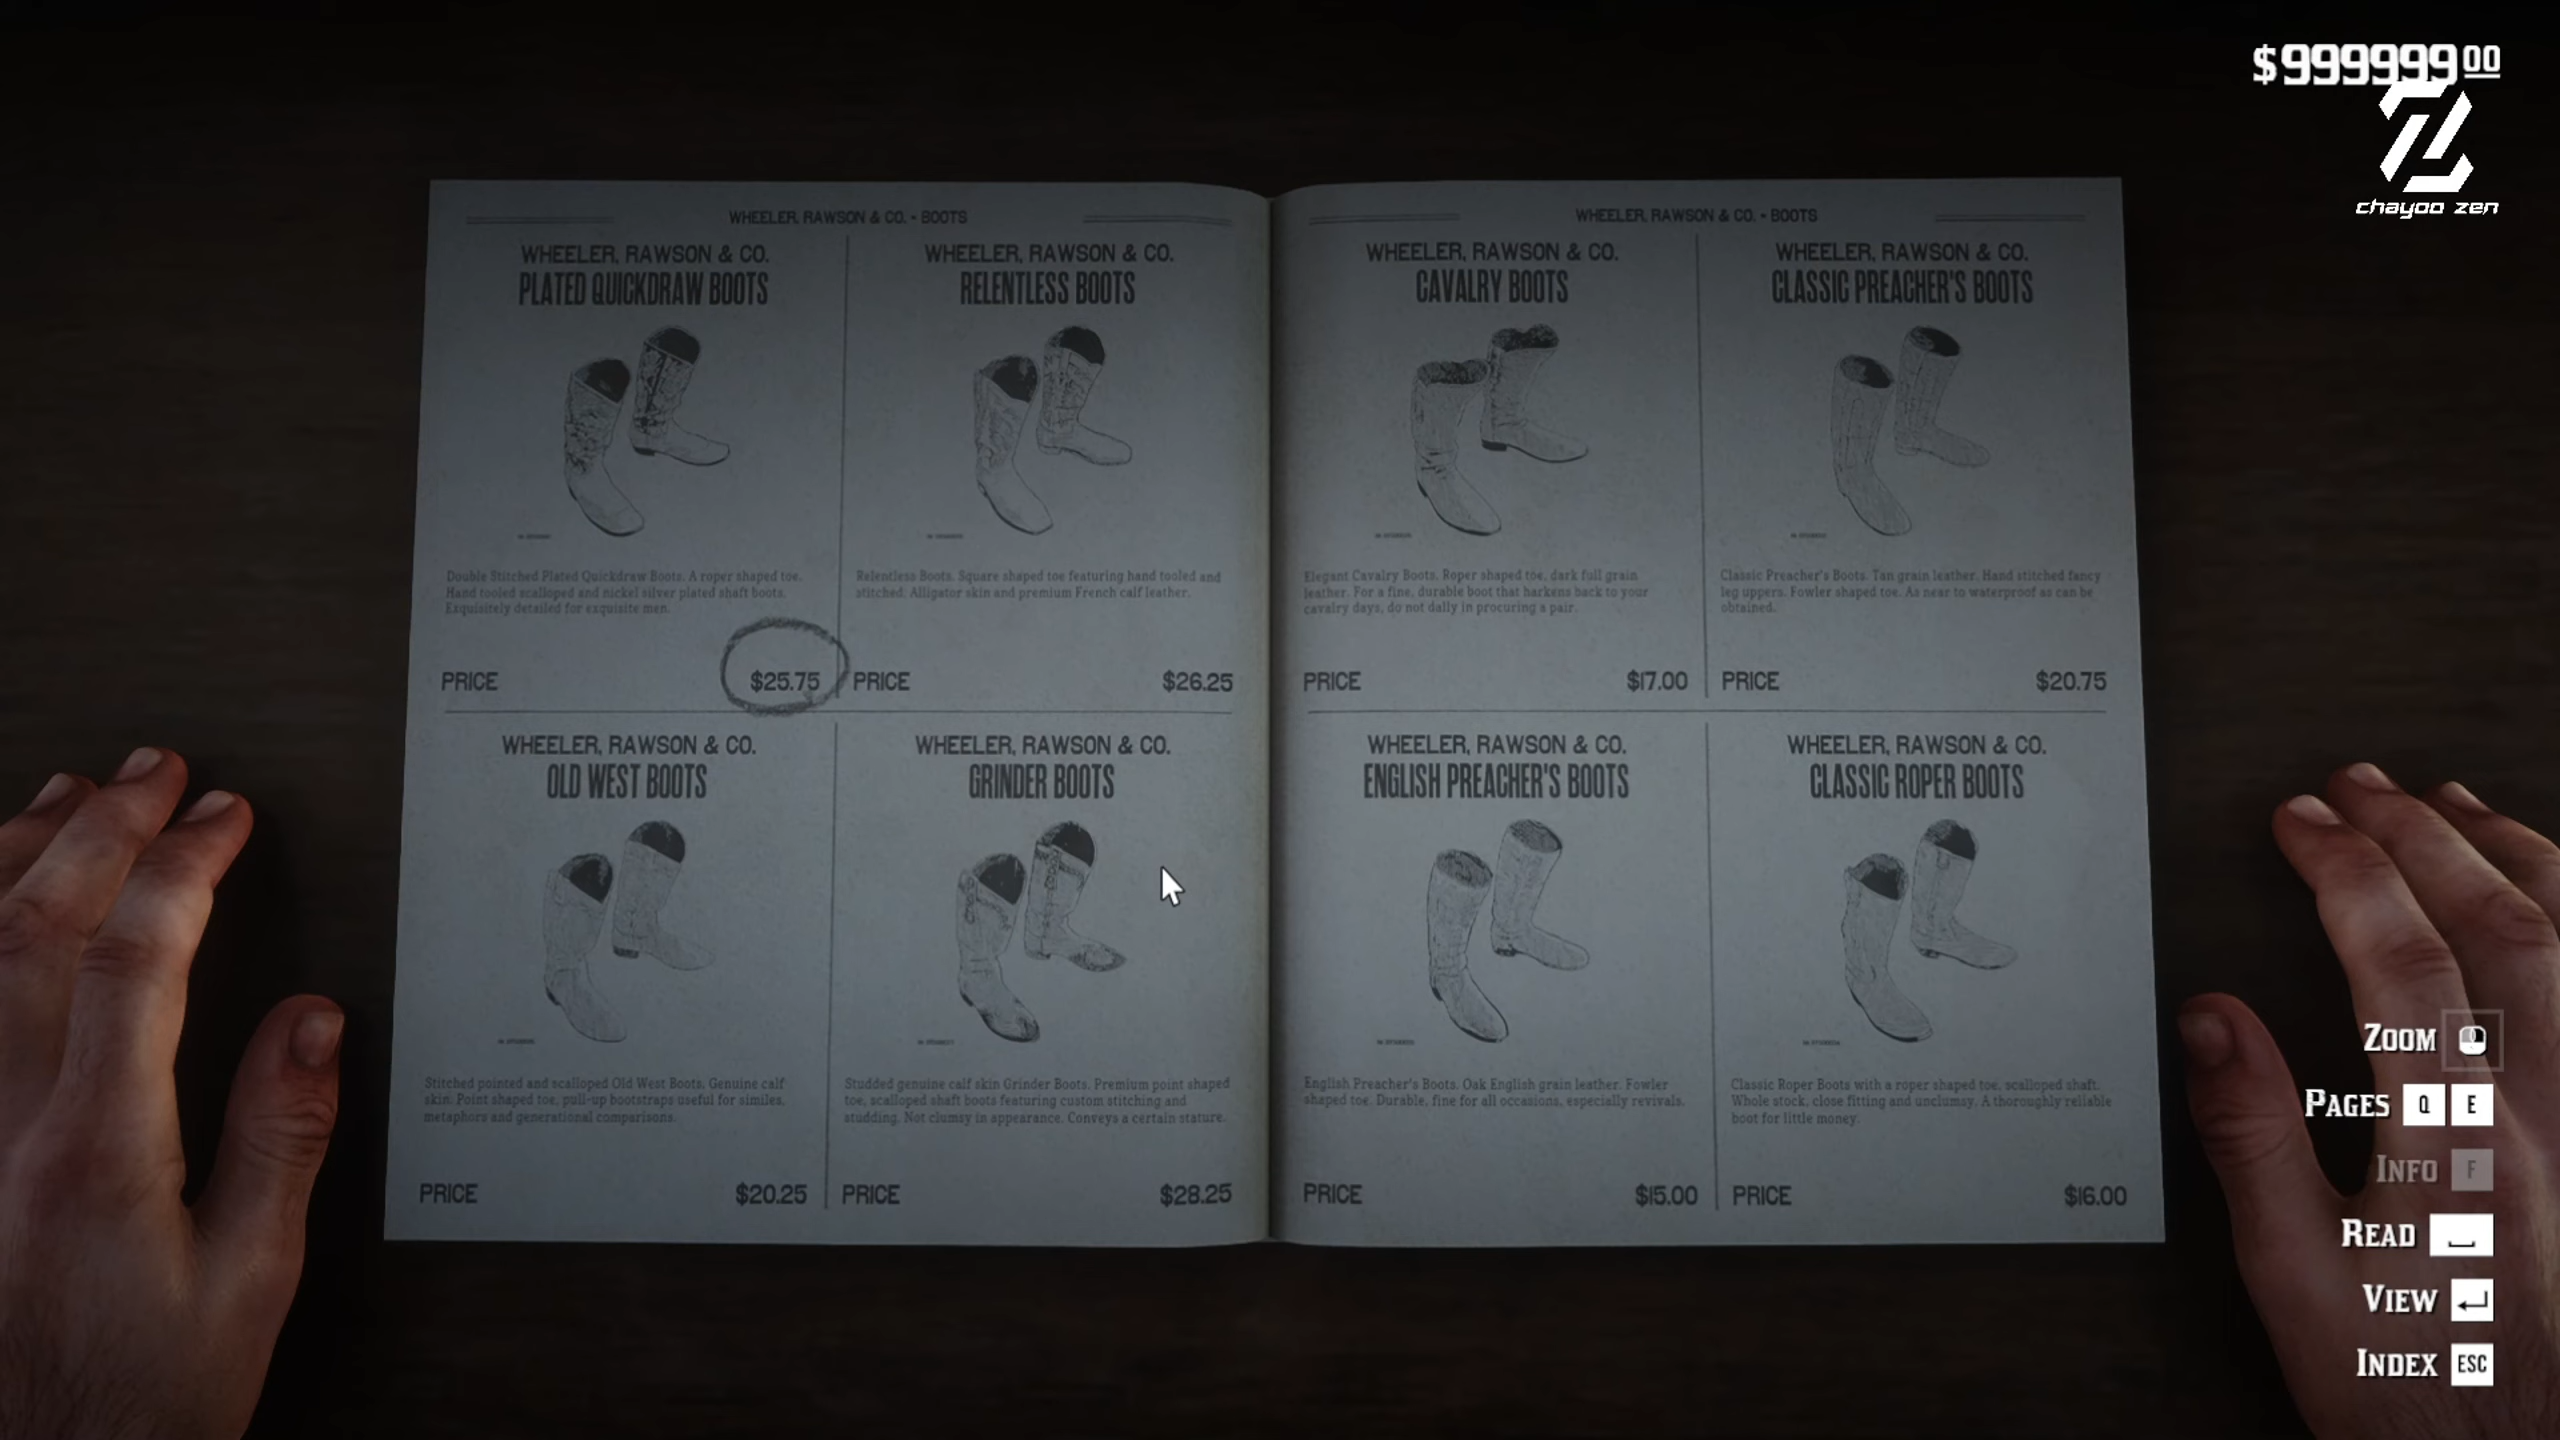 $99999900
chayoo zen
WHEELER, RAWSON & CO. - BOOTS
WHEELER, RAWSON & CO.
PLATED QUICKDRAW BOOTS
Double Stitched Plated Quickdraw Boots. A roper shaped toe.
Hand tooled scalloped and nickel silver plated shaft boots.
Exquisitely detailed for exquisite men.
PRICE $25.75
WHEELER, RAWSON & CO.
RELENTLESS BOOTS
Relentless Boots. Square shaped toe featuring hand tooled and
stitched. Alligator skin and premium French calf leather.
PRICE $26.25
WHEELER, RAWSON & CO.
OLD WEST BOOTS
Stitched pointed and scalloped Old West Boots. Genuine calf
skin. Point shaped toe, pull-up bootstraps useful for similes,
metaphors and generational comparisons.
PRICE $20.25
WHEELER, RAWSON & CO.
GRINDER BOOTS
Studded genuine calf skin Grinder Boots. Premium point shaped
toe, scalloped shaft boots featuring custom stitching and
studding. Not clumsy in appearance. Conveys a certain stature.
PRICE $28.25
WHEELER, RAWSON & CO. - BOOTS
WHEELER, RAWSON & CO.
CAVALRY BOOTS
Elegant Cavalry Boots. Roper shaped toe, dark full grain
leather. For a fine, durable boot that harkens back to your
cavalry days, do not dally in procuring a pair.
PRICE $17.00
WHEELER, RAWSON & CO.
CLASSIC PREACHER'S BOOTS
Classic Preacher's Boots. Tan grain leather. Hand stitched fancy
leg uppers. Fowler shaped toe. As near to waterproof as can be
obtained.
PRICE $20.75
WHEELER, RAWSON & CO.
ENGLISH PREACHER'S BOOTS
English Preacher's Boots. Oak English grain leather. Fowler
shaped toe. Durable, fine for all occasions, especially revivals.
PRICE $15.00
WHEELER, RAWSON & CO.
CLASSIC ROPER BOOTS
Classic Roper Boots with a roper shaped toe, scalloped shaft.
Whole stock, close fitting and unclumsy. A thoroughly reliable
boot for little money.
PRICE $16.00
ZOOM
PAGES Q E
INFO F
READ
VIEW
INDEX ESC